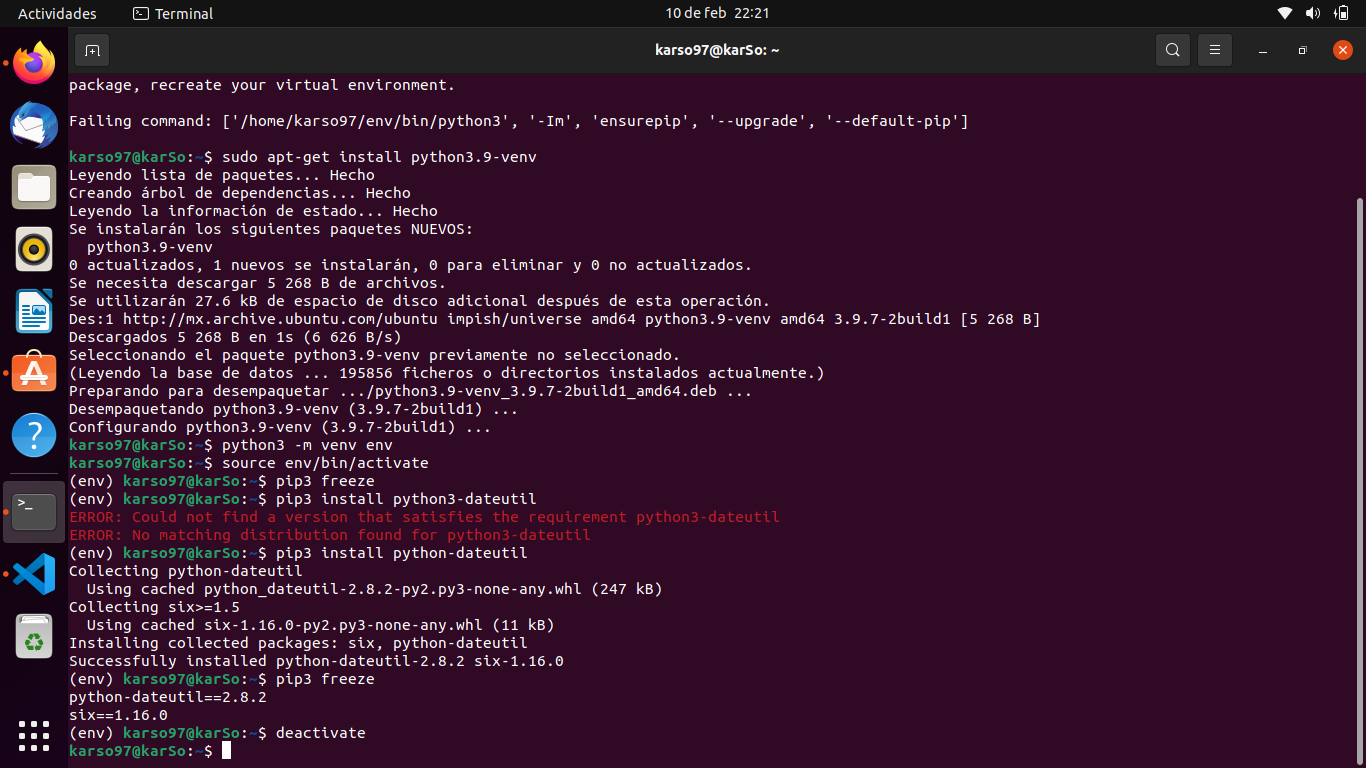 Actividades
Terminal
10 de feb 22:21
karso97@karSo: ~
package, recreate your virtual environment.
Failing command: ['/home/karso97/env/bin/python3', '-Im', 'ensurepip', '--upgrade', '--default-pip']
karso97@karSo:~$ sudo apt-get install python3.9-venv
Leyendo lista de paquetes... Hecho
Creando árbol de dependencias... Hecho
Leyendo la información de estado... Hecho
Se instalarán los siguientes paquetes NUEVOS:
  python3.9-venv
0 actualizados, 1 nuevos se instalarán, 0 para eliminar y 0 no actualizados.
Se necesita descargar 5 268 B de archivos.
Se utilizarán 27.6 kB de espacio de disco adicional después de esta operación.
Des:1 http://mx.archive.ubuntu.com/ubuntu impish/universe amd64 python3.9-venv amd64 3.9.7-2build1 [5 268 B]
Descargados 5 268 B en 1s (6 626 B/s)
Seleccionando el paquete python3.9-venv previamente no seleccionado.
(Leyendo la base de datos ... 195856 ficheros o directorios instalados actualmente.)
Preparando para desempaquetar .../python3.9-venv_3.9.7-2build1_amd64.deb ...
Desempaquetando python3.9-venv (3.9.7-2build1) ...
Configurando python3.9-venv (3.9.7-2build1) ...
karso97@karSo:~$ python3 -m venv env
karso97@karSo:~$ source env/bin/activate
(env) karso97@karSo:~$ pip3 freeze
(env) karso97@karSo:~$ pip3 install python3-dateutil
ERROR: Could not find a version that satisfies the requirement python3-dateutil
ERROR: No matching distribution found for python3-dateutil
(env) karso97@karSo:~$ pip3 install python-dateutil
Collecting python-dateutil
  Using cached python_dateutil-2.8.2-py2.py3-none-any.whl (247 kB)
Collecting six>=1.5
  Using cached six-1.16.0-py2.py3-none-any.whl (11 kB)
Installing collected packages: six, python-dateutil
Successfully installed python-dateutil-2.8.2 six-1.16.0
(env) karso97@karSo:~$ pip3 freeze
python-dateutil==2.8.2
six==1.16.0
(env) karso97@karSo:~$ deactivate
karso97@karSo:~$